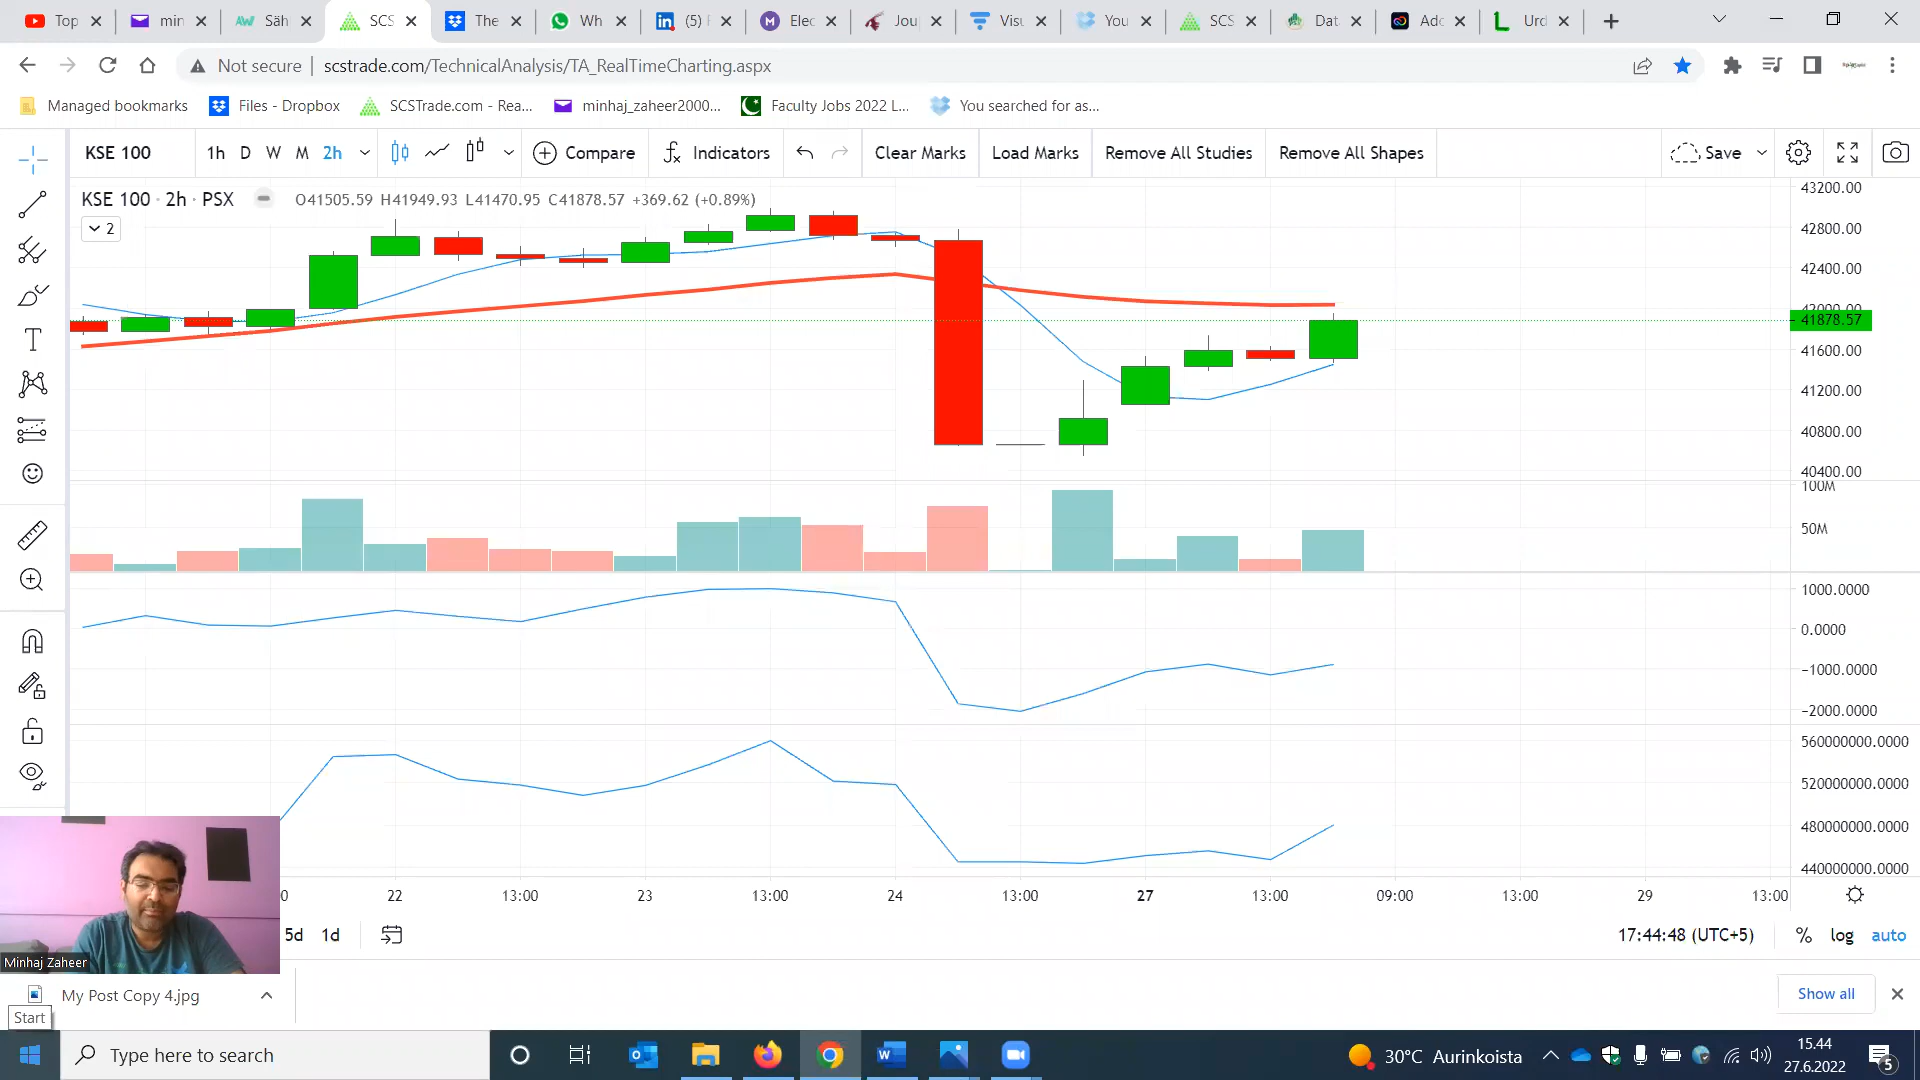 Top
min
Säh
SCS
The
Wh
(5) F
Elec
Jou
Visu
You
SCS
Dat
Adc
Urd
Not secure
scstrade.com/TechnicalAnalysis/TA_RealTimeCharting.aspx
Managed bookmarks
Files - Dropbox
SCSTrade.com - Rea...
minhaj_zaheer2000...
Faculty Jobs 2022 L...
You searched for as...
KSE 100
1h D W M 2h
Compare
Indicators
Clear Marks
Load Marks
Remove All Studies
Remove All Shapes
Save
KSE 100 · 2h · PSX
O41505.59 H41949.93 L41470.95 C41878.57 +369.62 (+0.89%)
2
43200.00
42800.00
42400.00
42000.00
41878.57
41600.00
41200.00
40800.00
40400.00
100M
50M
1000.0000
0.0000
−1000.0000
−2000.0000
560000000.0000
520000000.0000
480000000.0000
440000000.0000
22 13:00 23 13:00 24 13:00 27 13:00 09:00 13:00 29 13:00
5d 1d
17:44:48 (UTC+5)
% log auto
Minhaj Zaheer
My Post Copy 4.jpg
Show all
Start
Type here to search
30°C Aurinkoista
15.44
27.6.2022
5